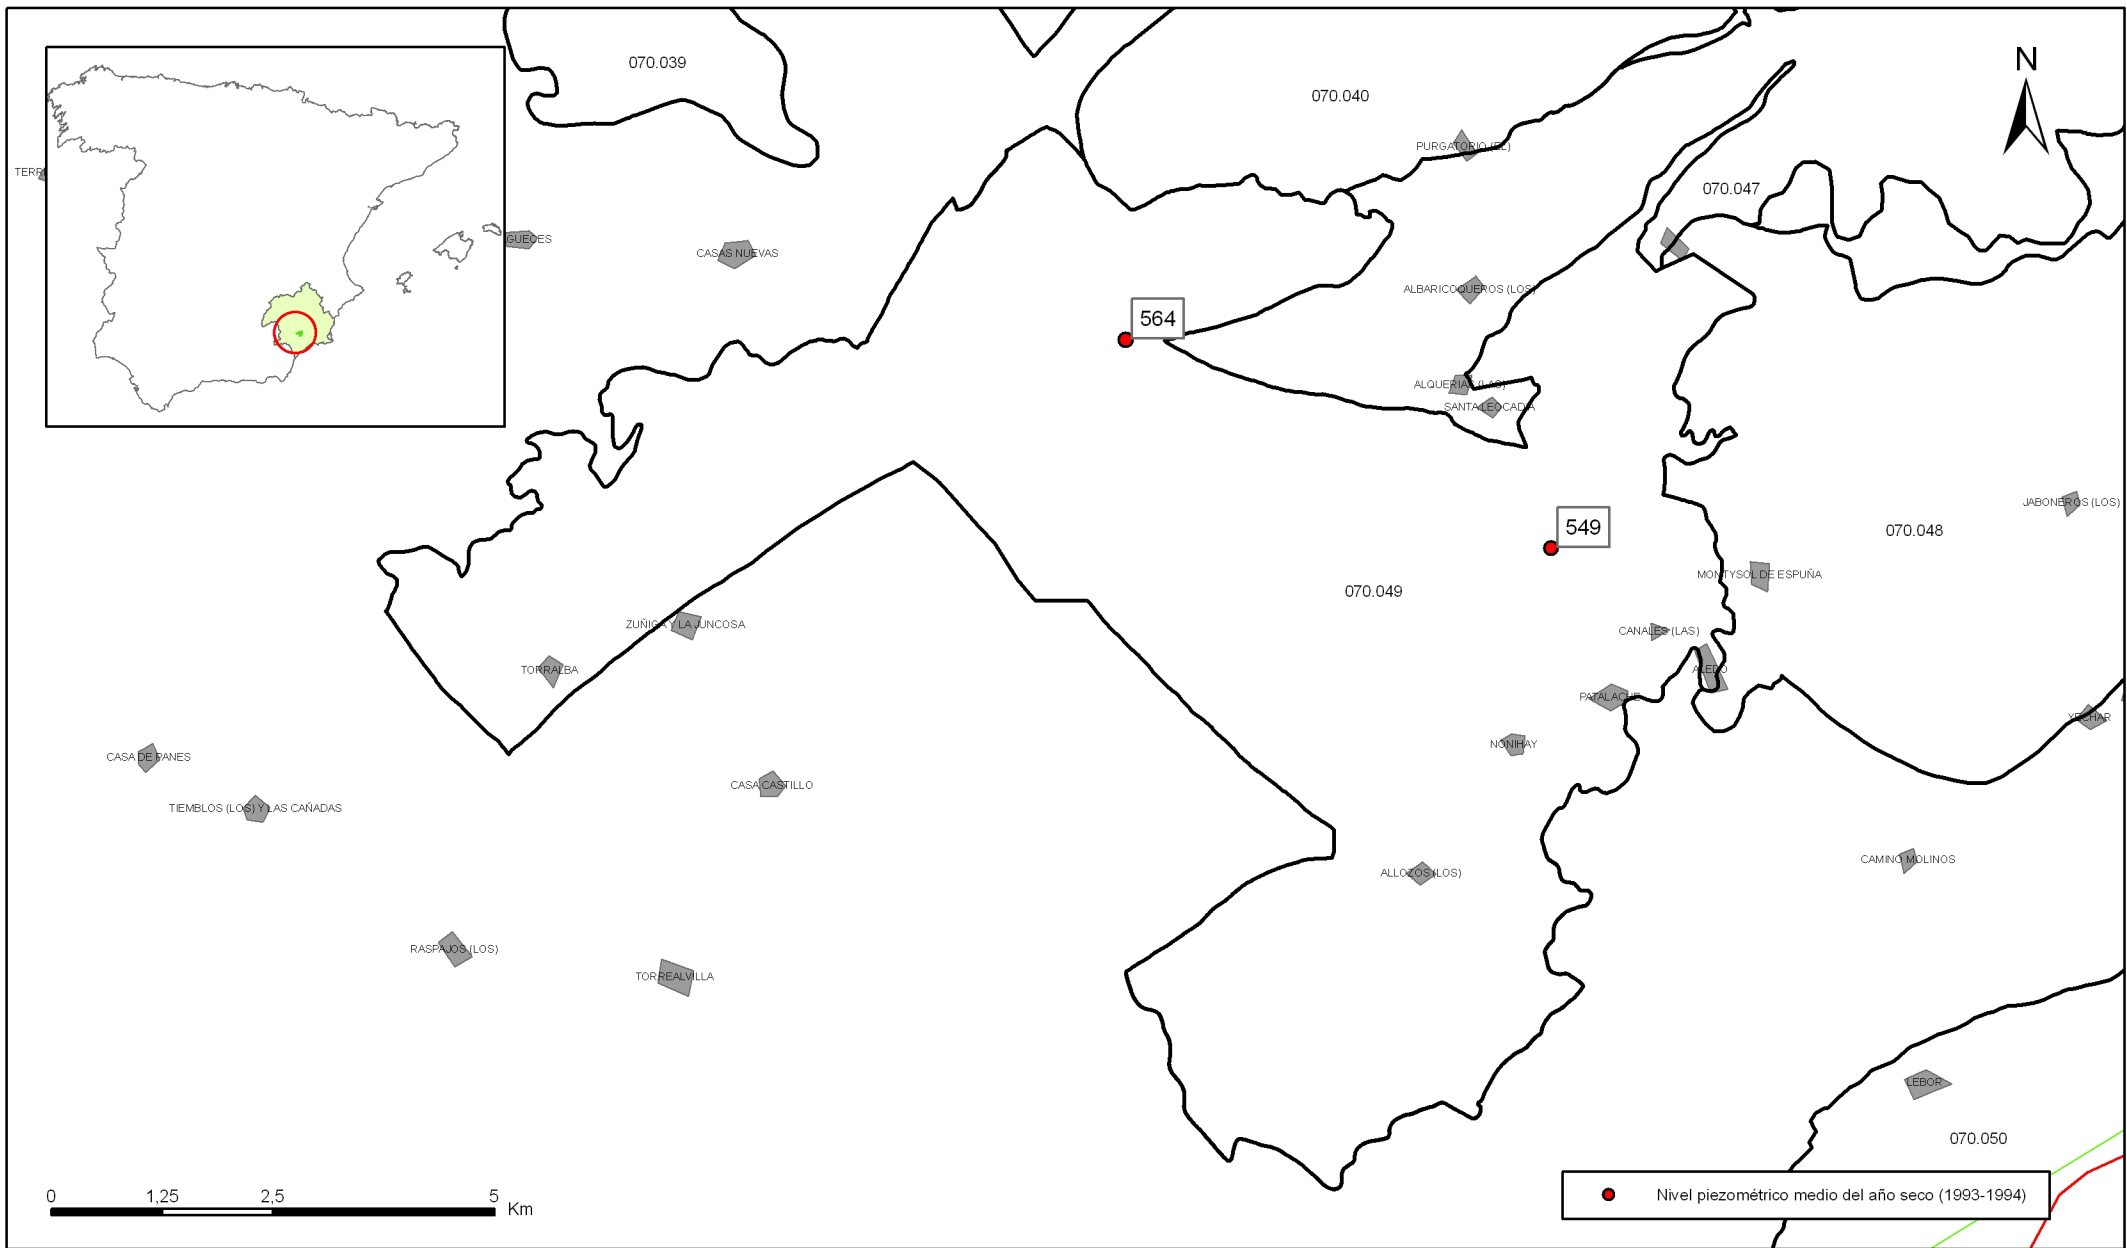 070.039
N
070.040
PURGATORIO (EL)
TERR
070.047
GUECES
CASAS NUEVAS
ALBARICOQUEROS (LOS)
564
ALQUERIAS (LAS)
SANTA LEOCADIA
JABONEROS (LOS)
549
070.048
MONTYSOL DE ESPUÑA
070.049
ZUÑIGA Y LA JUNCOSA
CANALES (LAS)
TORRALBA
ALEDO
PATALACHE
YECHAR
NONIHAY
CASA DE PANES
CASA CASTILLO
TIEMBLOS (LOS) Y LAS CAÑADAS
CAMINO MOLINOS
ALLOZOS (LOS)
RASPAJOS (LOS)
TORREALVILLA
LEBOR
070.050
0 1,25 2,5 5
Km
Nivel piezométrico medio del año seco (1993-1994)